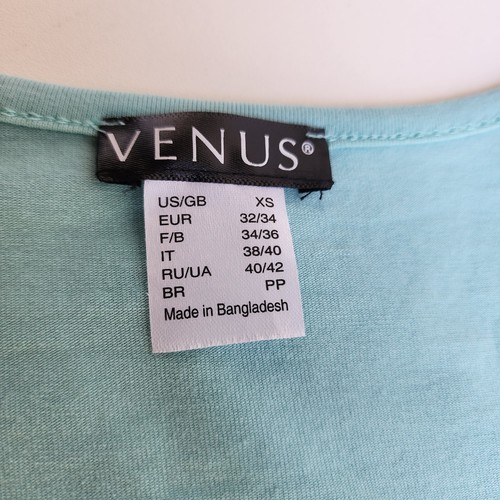 VENUS®
US/GB XS
EUR 32/34
F/B 34/36
IT 38/40
RU/UA 40/42
BR PP
Made in Bangladesh